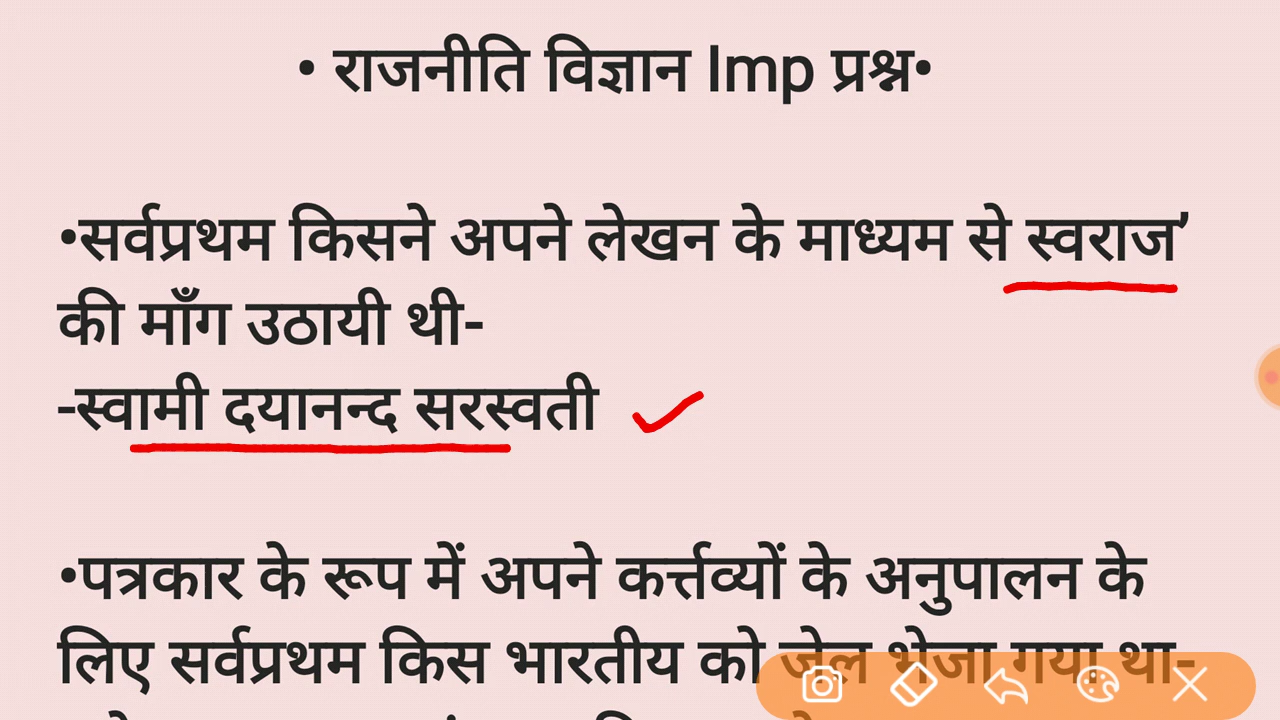 • राजनीति विज्ञान Imp प्रश्न•
•सर्वप्रथम किसने अपने लेखन के माध्यम से स्वराज’
की माँग उठायी थी-
-स्वामी दयानन्द सरस्वती
•पत्रकार के रूप में अपने कर्त्तव्यों के अनुपालन के
लिए सर्वप्रथम किस भारतीय को जेल भेजा गया था-